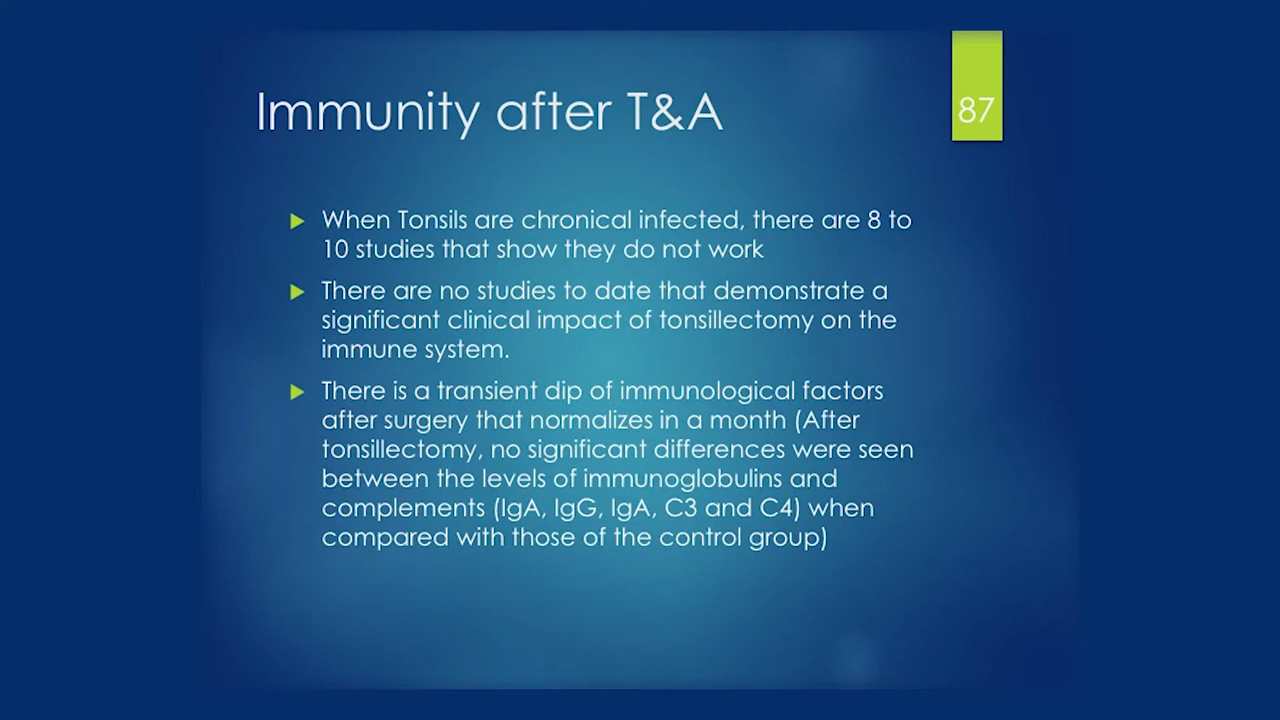 Immunity after T&A
87
When Tonsils are chronical infected, there are 8 to
10 studies that show they do not work
There are no studies to date that demonstrate a
significant clinical impact of tonsillectomy on the
immune system.
There is a transient dip of immunological factors
after surgery that normalizes in a month (After
tonsillectomy, no significant differences were seen
between the levels of immunoglobulins and
complements (IgA, IgG, IgA, C3 and C4) when
compared with those of the control group)